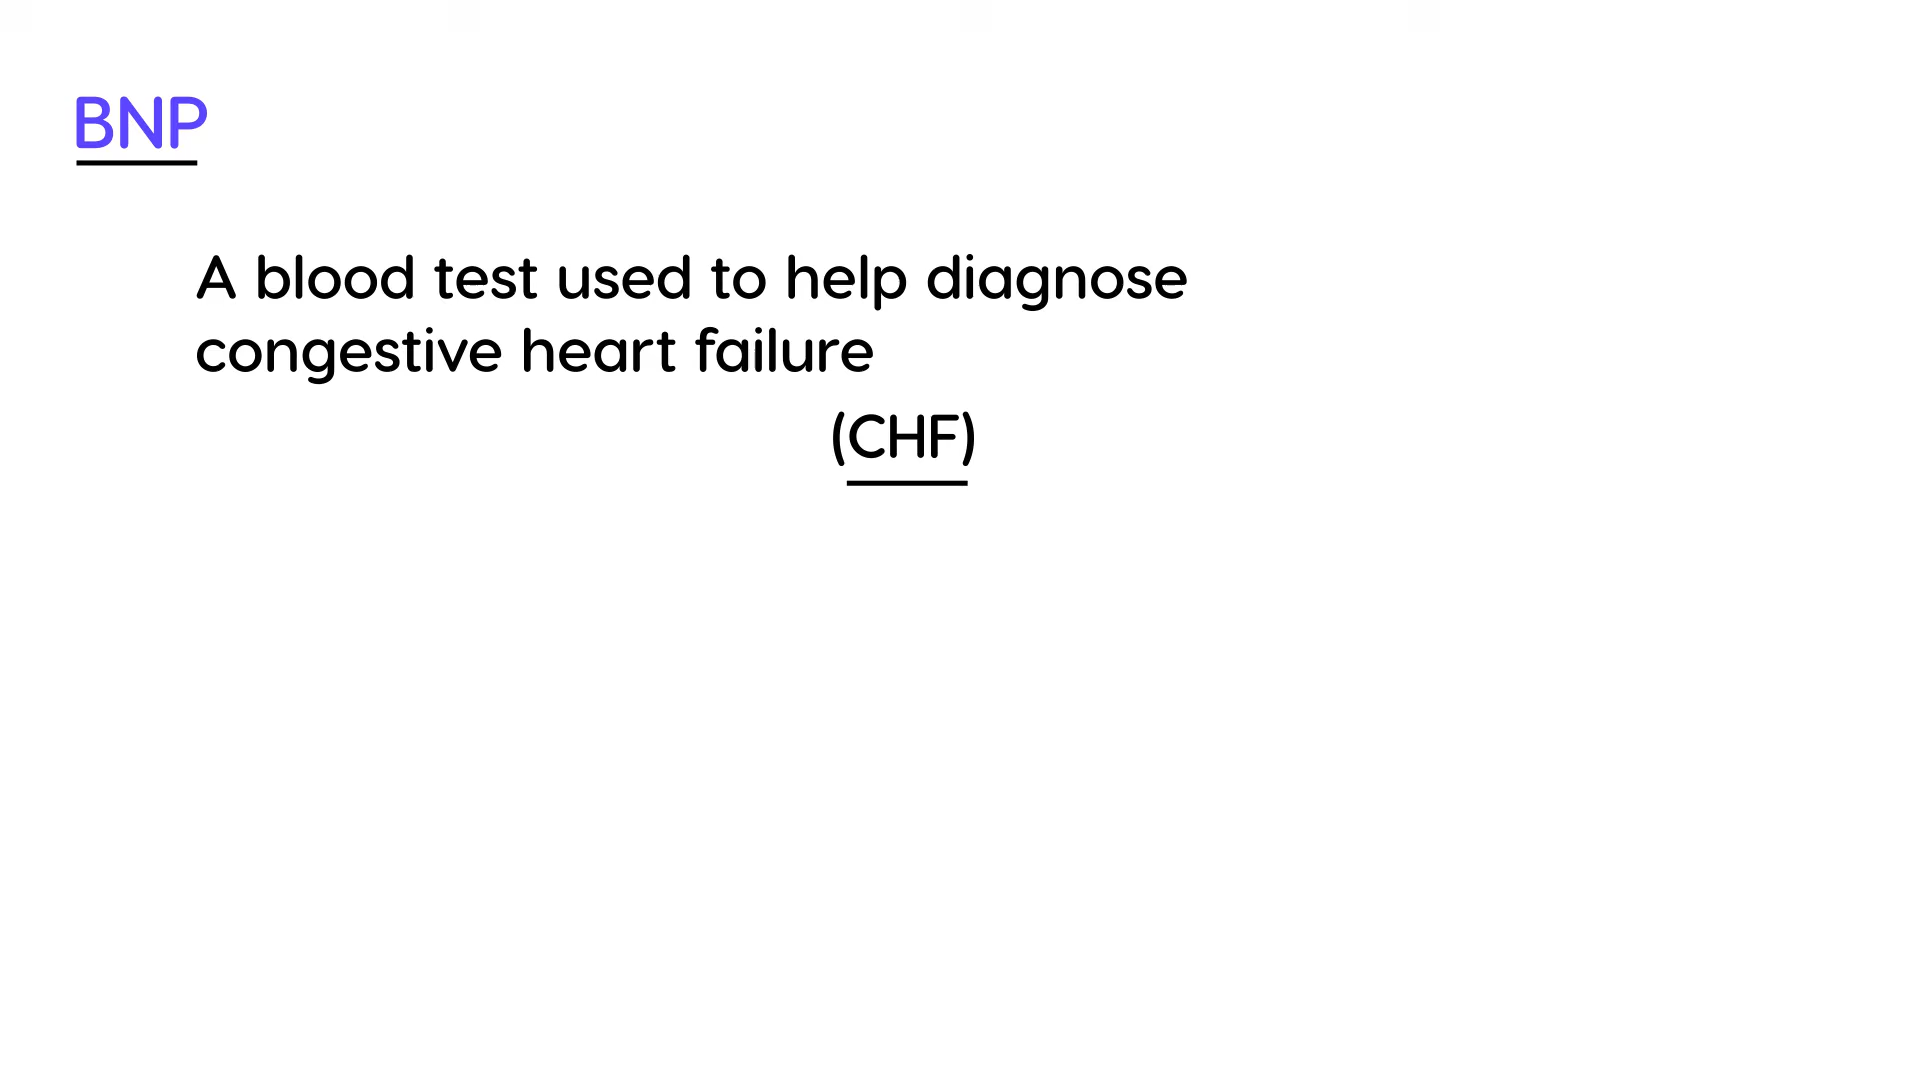 BNP
A blood test used to help diagnose
congestive heart failure
(CHF)